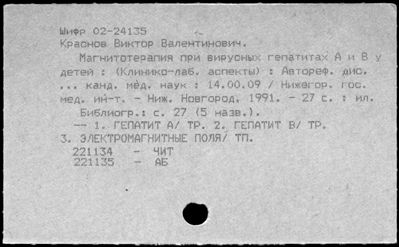 Шифр 02-24135
Краснов Виктор Валентинович.
Магнитотерапия при вирусных гепатитах А и В у
детей : (Клинико-лаб. аспекты) : Автореф. дис.
... канд. мед. наук : 14.00.09 / Нижегор. гос.
мед. ин-т. - Ниж. Новгород, 1991. - 27 с. : ил.
Библиогр.: с. 27 (5 назв.).
-- 1. ГЕПАТИТ А/ ТР. 2. ГЕПАТИТ В/ ТР.
3. ЭЛЕКТРОМАГНИТНЫЕ ПОЛЯ/ ТП.
221134 - ЧИТ
221135 - АБ